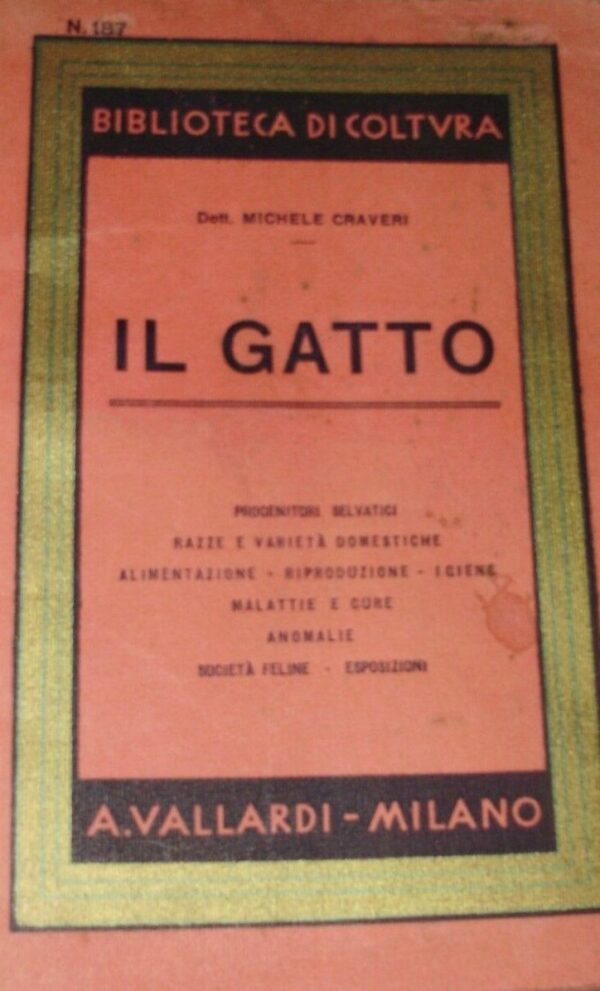 N. 187
BIBLIOTECA DI COLTVRA
Dott. MICHELE CRAVERI
IL GATTO
PROGENITORI SELVATICI
RAZZE E VARIETÀ DOMESTICHE
ALIMENTAZIONE - RIPRODUZIONE - IGIENE
MALATTIE E CURE
ANOMALIE
SOCIETÀ FELINE - ESPOSIZIONI
A. VALLARDI - MILANO